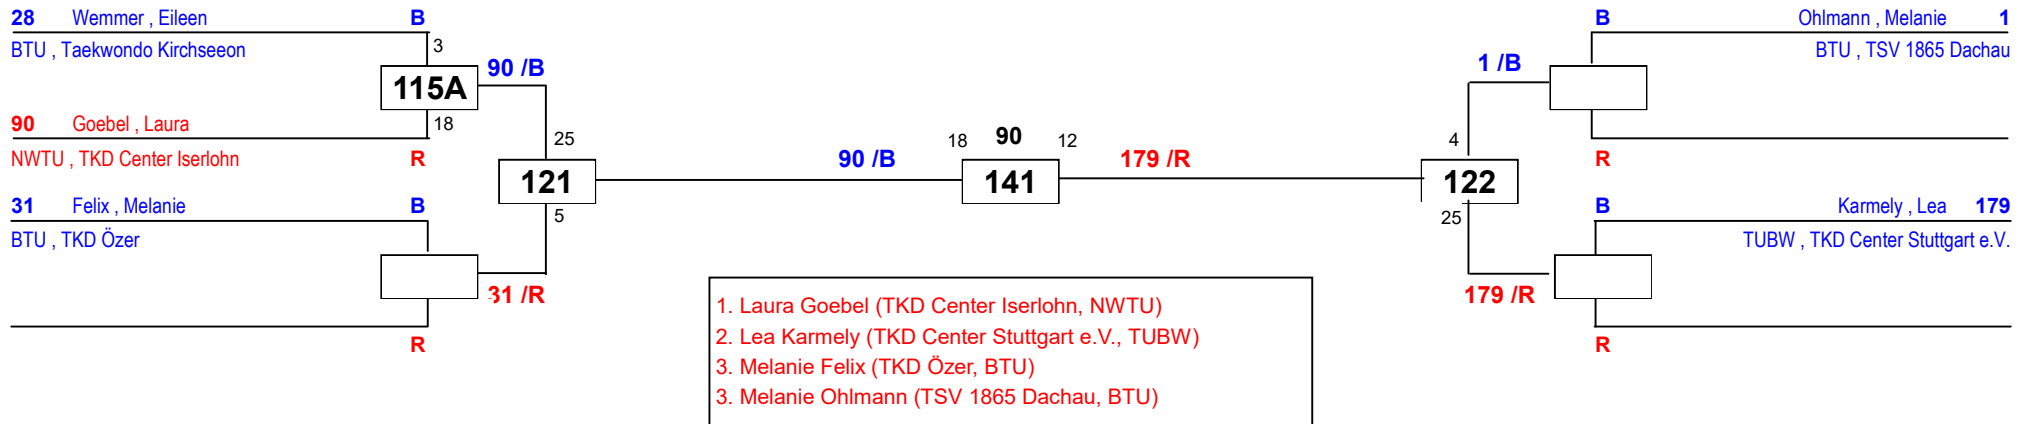 28 Wemmer , Eileen B
BTU , Taekwondo Kirchseeon
3
115A
90 /B
18
90 Goebel , Laura
NWTU , TKD Center Iserlohn R
25
121
5
31 Felix , Melanie B
BTU , TKD Özer
31 /R
R
90 /B
18 90 12
141
179 /R
B Ohlmann , Melanie 1
BTU , TSV 1865 Dachau
1 /B
R
4
122
25
B Karmely , Lea 179
TUBW , TKD Center Stuttgart e.V.
179 /R
R
1. Laura Goebel (TKD Center Iserlohn, NWTU)
2. Lea Karmely (TKD Center Stuttgart e.V., TUBW)
3. Melanie Felix (TKD Özer, BTU)
3. Melanie Ohlmann (TSV 1865 Dachau, BTU)